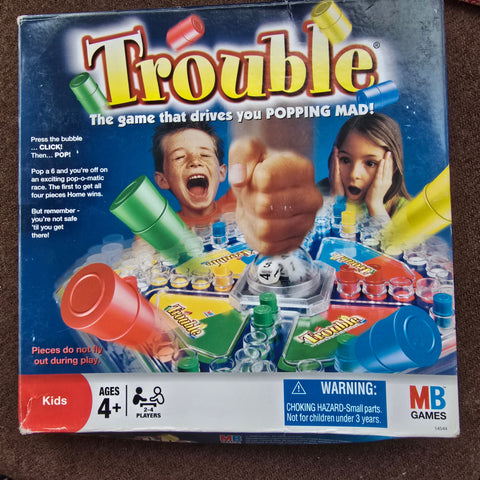 Trouble®
The game that drives you POPPING MAD!
Press the bubble
... CLICK!
Then... POP!
Pop a 6 and you're off on
an exciting pop-o-matic
race. The first to get all
four pieces Home wins.
But remember -
you're not safe
'til you get
there!
Trouble
Trouble
Trouble
Pieces do not fly
out during play.
Kids
AGES
4+
2-4
PLAYERS
WARNING:
CHOKING HAZARD-Small parts.
Not for children under 3 years.
MB
GAMES
14544
MB